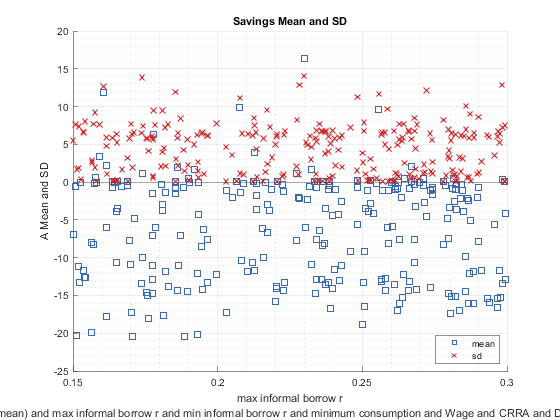 Savings Mean and SD
20
15
10
5
0
-5
-10
-15
-20
-25
A Mean and SD
0.15
0.2
0.25
0.3
mean
sd
max informal borrow r
mean) and max informal borrow r and min informal borrow r and minimum consumption and Wage and CRRA and